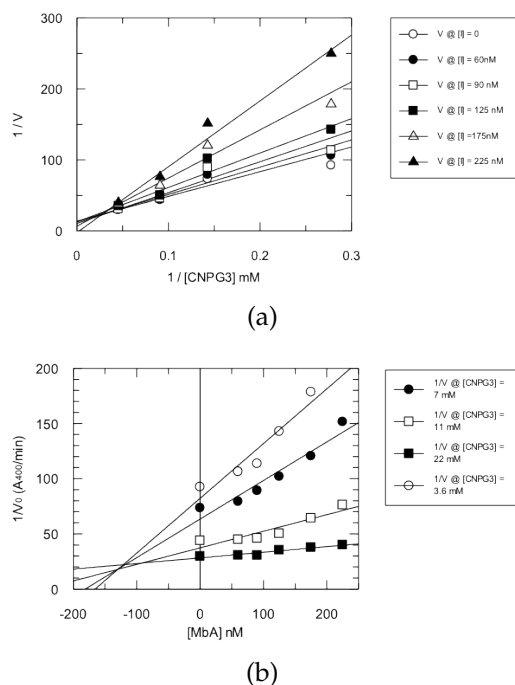 400
300
200
100
0
1 / V
0
0.1
0.2
0.3
1 / [CNPG3] mM
V @ [I] = 0
V @ [I] = 60nM
V @ [I] = 90 nM
V @ [I] = 125 nM
V @ [I] =175nM
V @ [I] = 225 nM
(a)
200
150
100
50
0
1/V0 (A400/min)
-200
-100
0
100
200
[MbA] nM
1/V @ [CNPG3] =
7 mM
1/V @ [CNPG3] =
11 mM
1/V @ [CNPG3] =
22 mM
1/V @ [CNPG3] =
3.6 mM
(b)